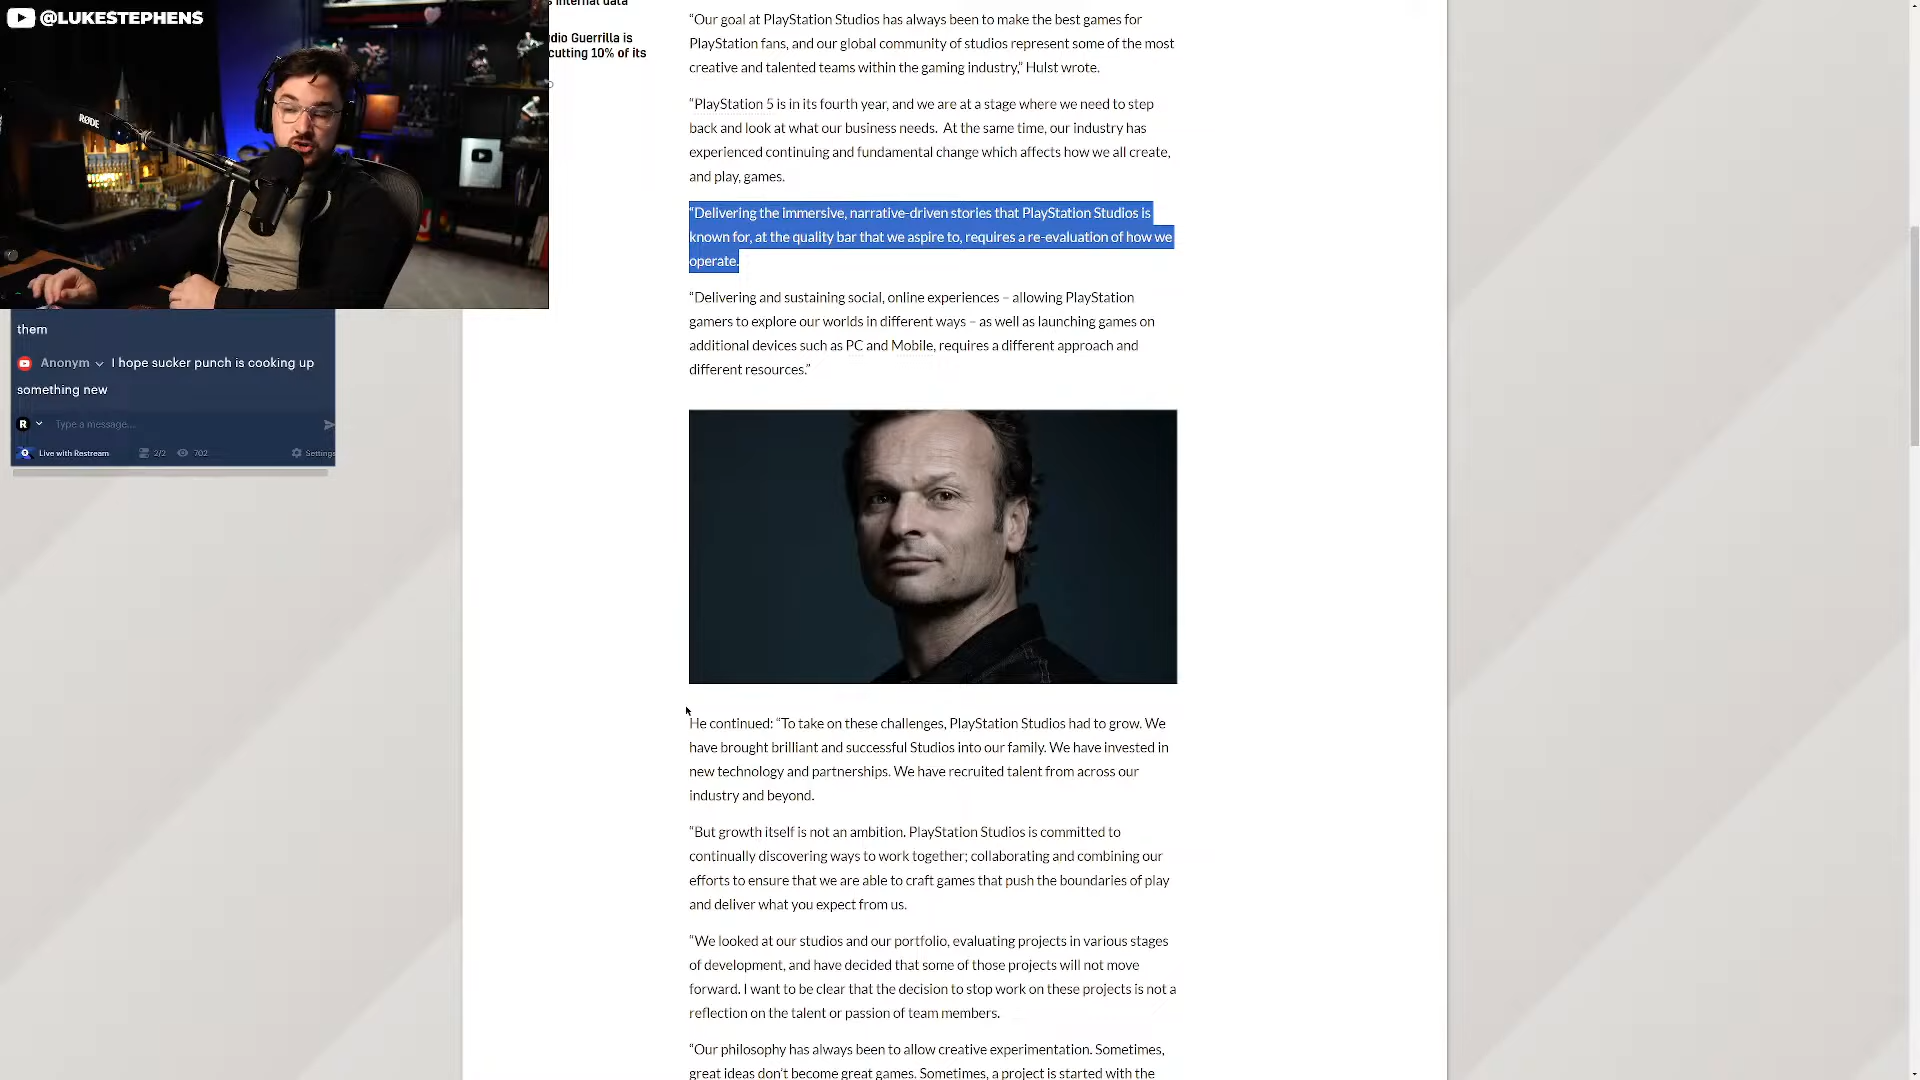 @LUKESTEPHENS
s internal data
dio Guerrilla is
cutting 10% of its
RØDE
them
Anonym I hope sucker punch is cooking up
something new
R Type a message...
Live with Restream 2/2 702 Settings
“Our goal at PlayStation Studios has always been to make the best games for
PlayStation fans, and our global community of studios represent some of the most
creative and talented teams within the gaming industry,” Hulst wrote.
“PlayStation 5 is in its fourth year, and we are at a stage where we need to step
back and look at what our business needs.  At the same time, our industry has
experienced continuing and fundamental change which affects how we all create,
and play, games.
“Delivering the immersive, narrative-driven stories that PlayStation Studios is
known for, at the quality bar that we aspire to, requires a re-evaluation of how we
operate.
“Delivering and sustaining social, online experiences – allowing PlayStation
gamers to explore our worlds in different ways – as well as launching games on
additional devices such as PC and Mobile, requires a different approach and
different resources.”
He continued: “To take on these challenges, PlayStation Studios had to grow. We
have brought brilliant and successful Studios into our family. We have invested in
new technology and partnerships. We have recruited talent from across our
industry and beyond.
“But growth itself is not an ambition. PlayStation Studios is committed to
continually discovering ways to work together; collaborating and combining our
efforts to ensure that we are able to craft games that push the boundaries of play
and deliver what you expect from us.
“We looked at our studios and our portfolio, evaluating projects in various stages
of development, and have decided that some of those projects will not move
forward. I want to be clear that the decision to stop work on these projects is not a
reflection on the talent or passion of team members.
“Our philosophy has always been to allow creative experimentation. Sometimes,
great ideas don’t become great games. Sometimes, a project is started with the